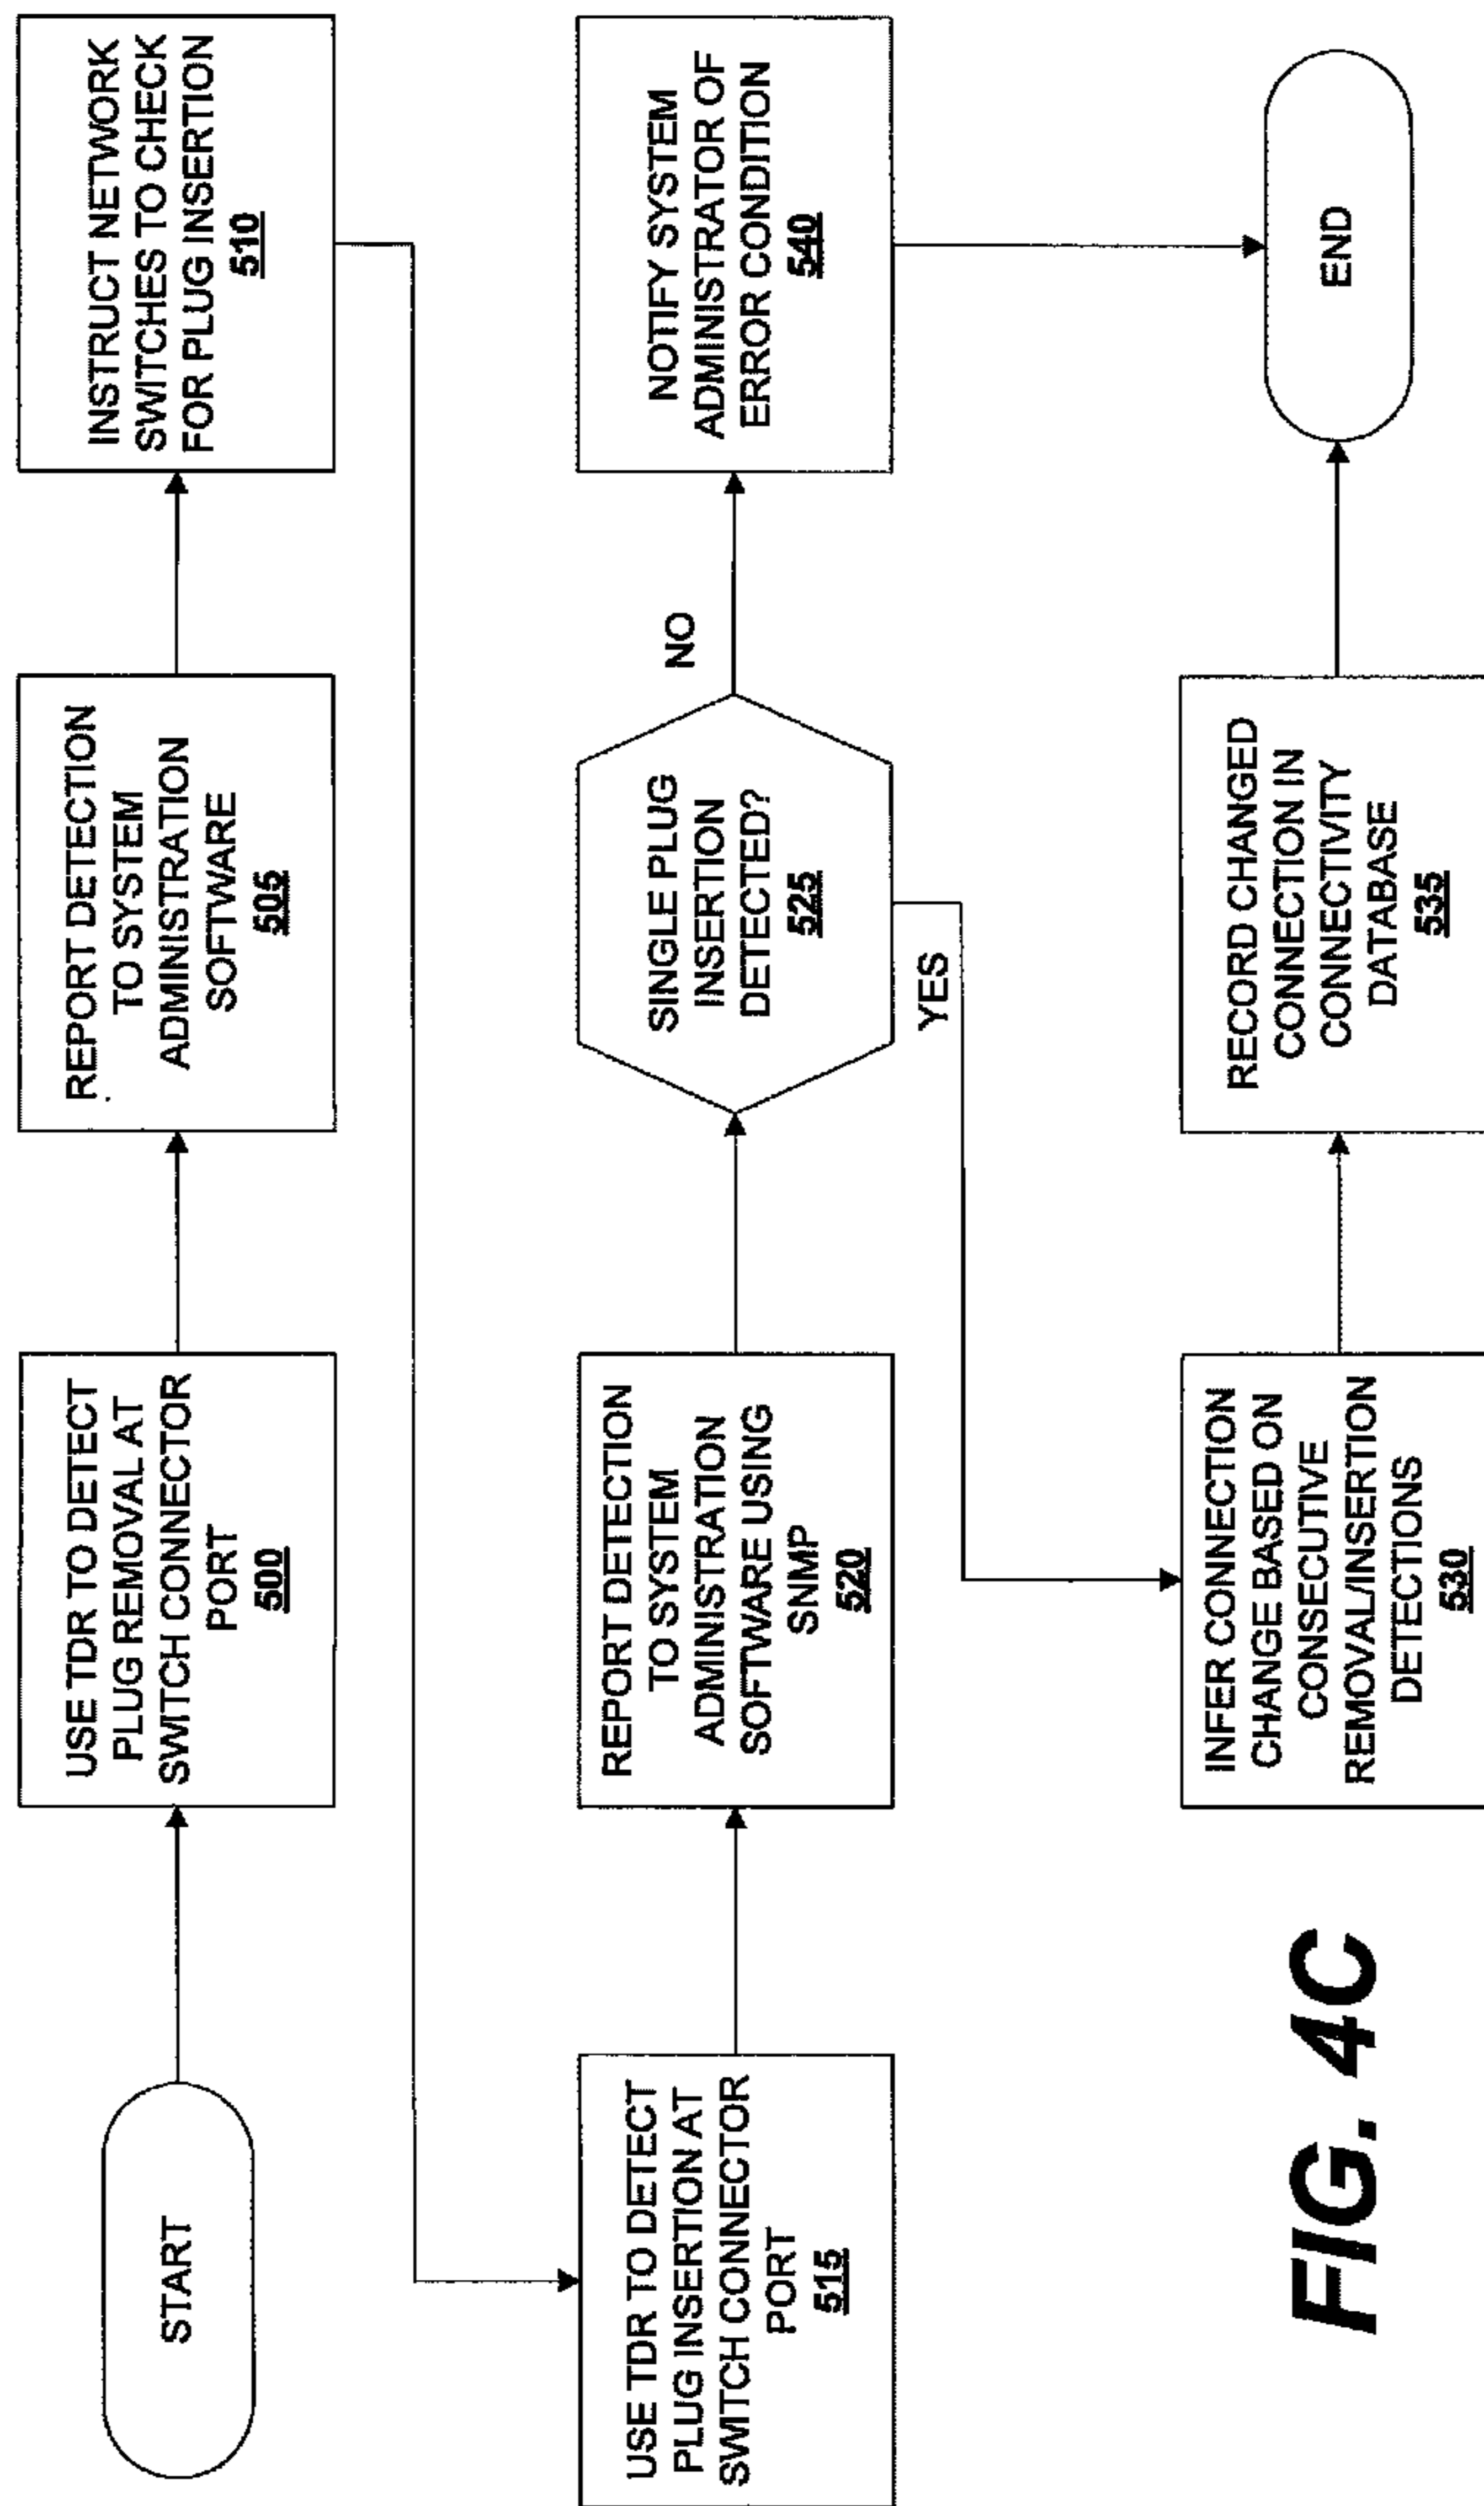 START
USE TDR TO DETECT
PLUG REMOVAL AT
SWITCH CONNECTOR
PORT
500
REPORT DETECTION
TO SYSTEM
ADMINISTRATION
SOFTWARE
505
INSTRUCT NETWORK
SWITCHES TO CHECK
FOR PLUG INSERTION
510
USE TDR TO DETECT
PLUG INSERTION AT
SWITCH CONNECTOR
PORT
515
REPORT DETECTION
TO SYSTEM
ADMINISTRATION
SOFTWARE USING
SNMP
520
SINGLE PLUG
INSERTION
DETECTED?
525
NO
YES
NOTIFY SYSTEM
ADMINISTRATOR OF
ERROR CONDITION
540
INFER CONNECTION
CHANGE BASED ON
CONSECUTIVE
REMOVAL/INSERTION
DETECTIONS
530
RECORD CHANGED
CONNECTION IN
CONNECTIVITY
DATABASE
535
END
FIG. 4C